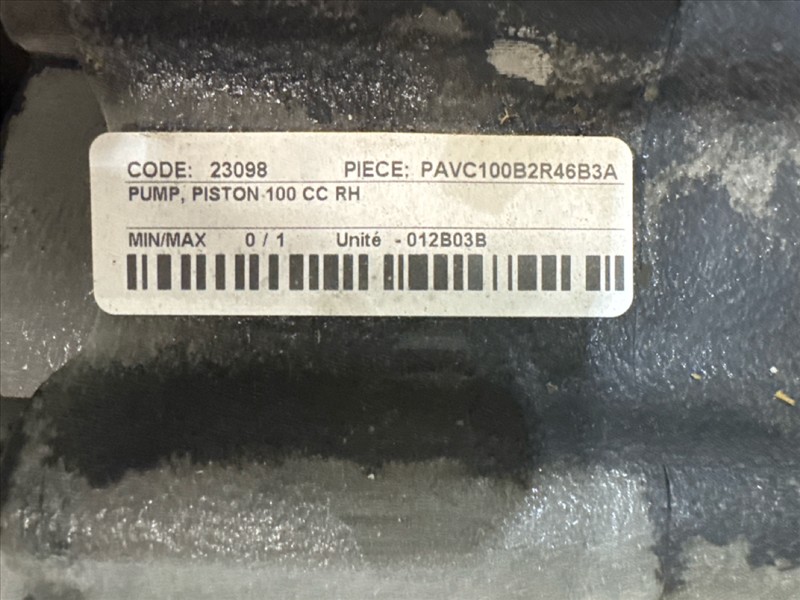 CODE: 23098 PIECE: PAVC100B2R46B3A
PUMP, PISTON 100 CC RH
MIN/MAX 0 / 1 Unité - 012B03B